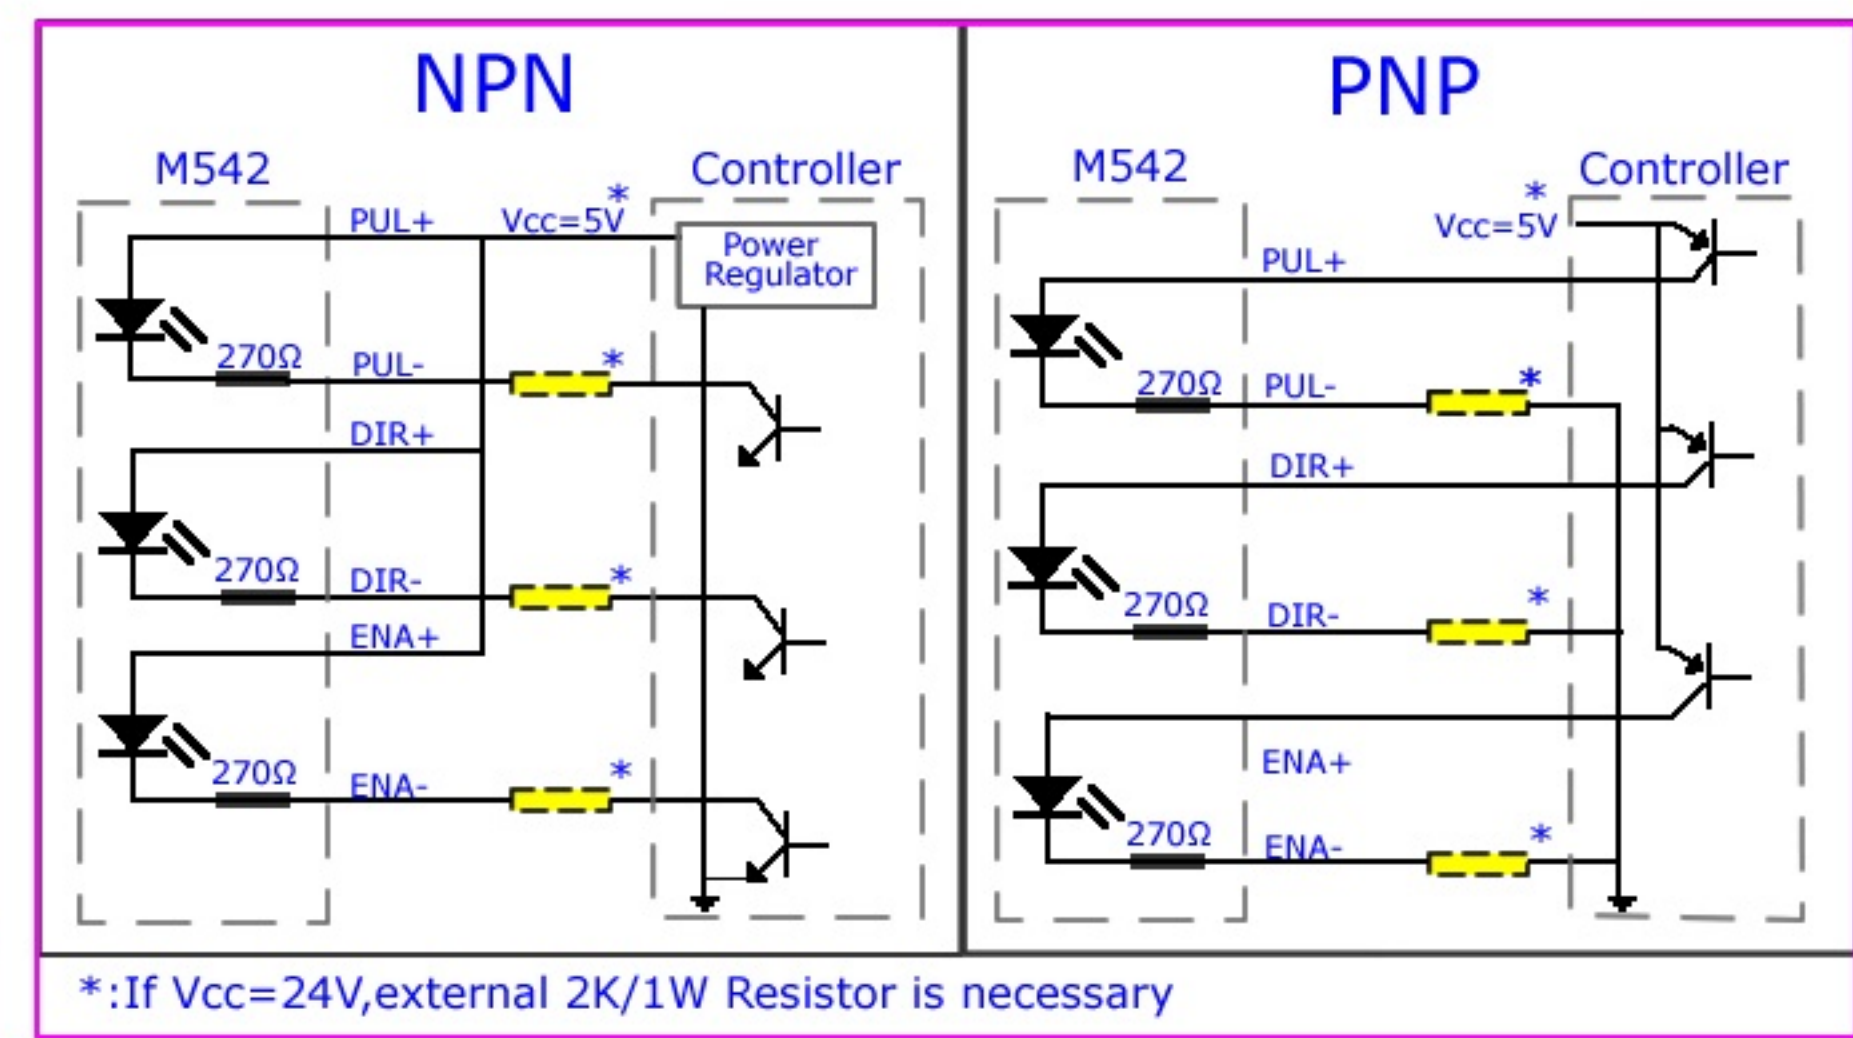 NPN
M542
Controller
*
PUL+
Vcc=5V
Power
Regulator
270Ω
PUL-
*
DIR+
270Ω
DIR-
*
ENA+
270Ω
ENA-
*
PNP
M542
Controller
*
Vcc=5V
PUL+
270Ω
PUL-
*
DIR+
270Ω
DIR-
*
ENA+
270Ω
ENA-
*
*:If Vcc=24V,external 2K/1W Resistor is necessary